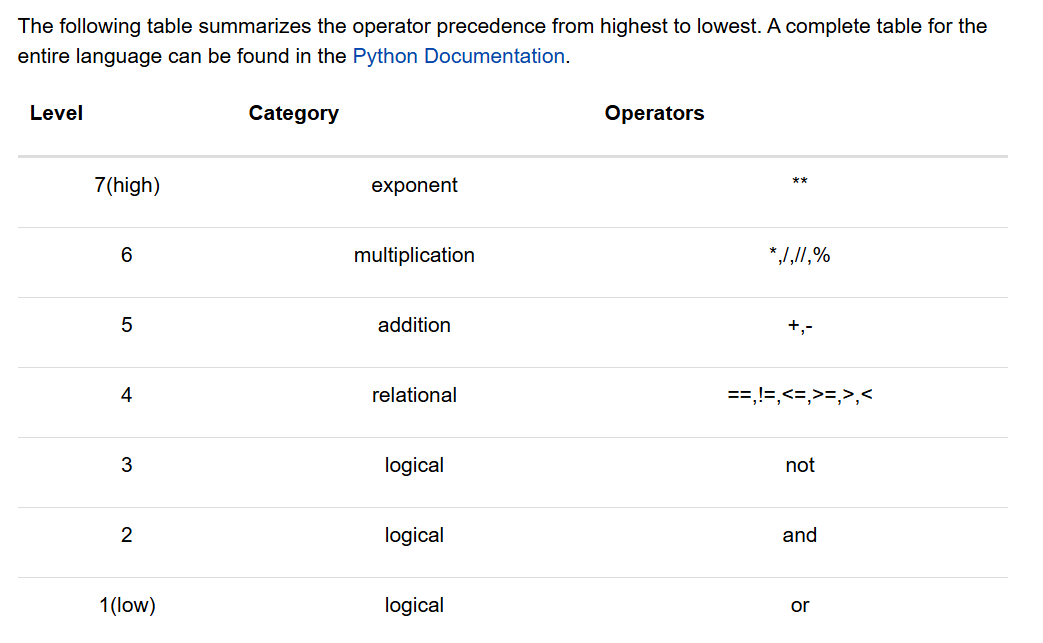 The following table summarizes the operator precedence from highest to lowest. A complete table for the
entire language can be found in the Python Documentation.
Level Category Operators
7(high) exponent **
6 multiplication *,/,//,%
5 addition +,-
4 relational ==,!=,<=,>=,>,<
3 logical not
2 logical and
1(low) logical or